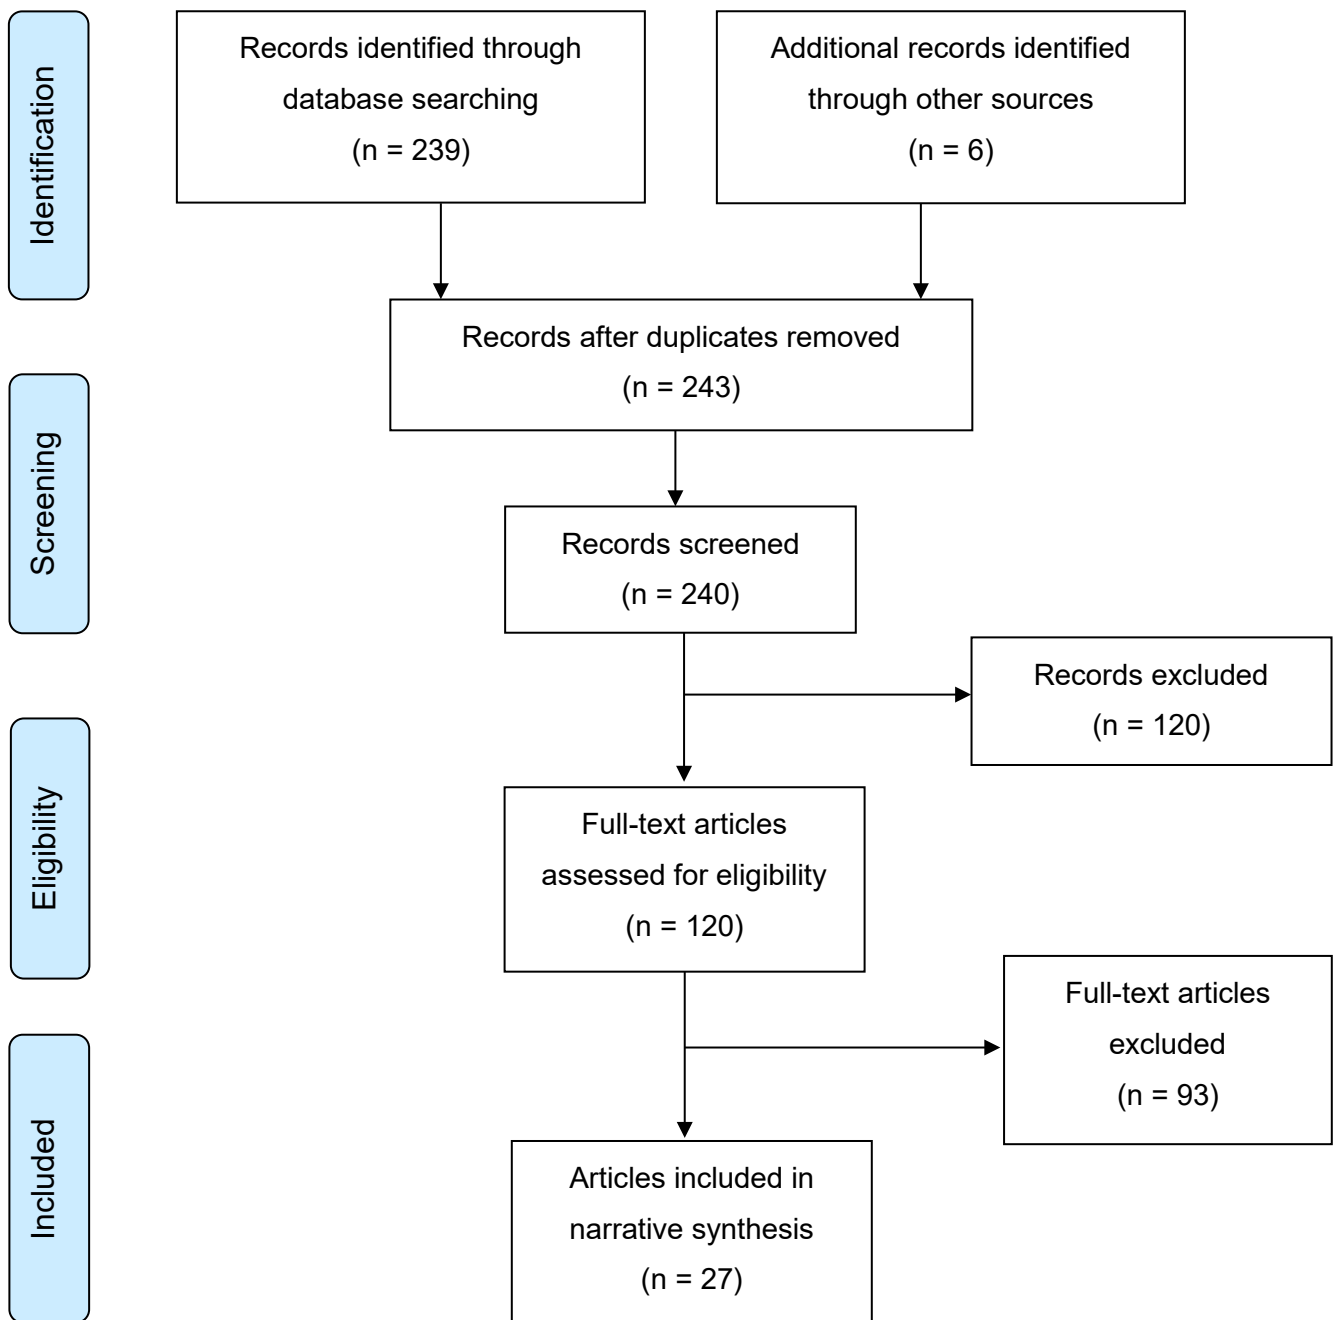 Identification
Records identified through
database searching
(n = 239)
Additional records identified
through other sources
(n = 6)
Records after duplicates removed
(n = 243)
Screening
Records screened
(n = 240)
Records excluded
(n = 120)
Eligibility
Full-text articles
assessed for eligibility
(n = 120)
Full-text articles
excluded
(n = 93)
Included
Articles included in
narrative synthesis
(n = 27)